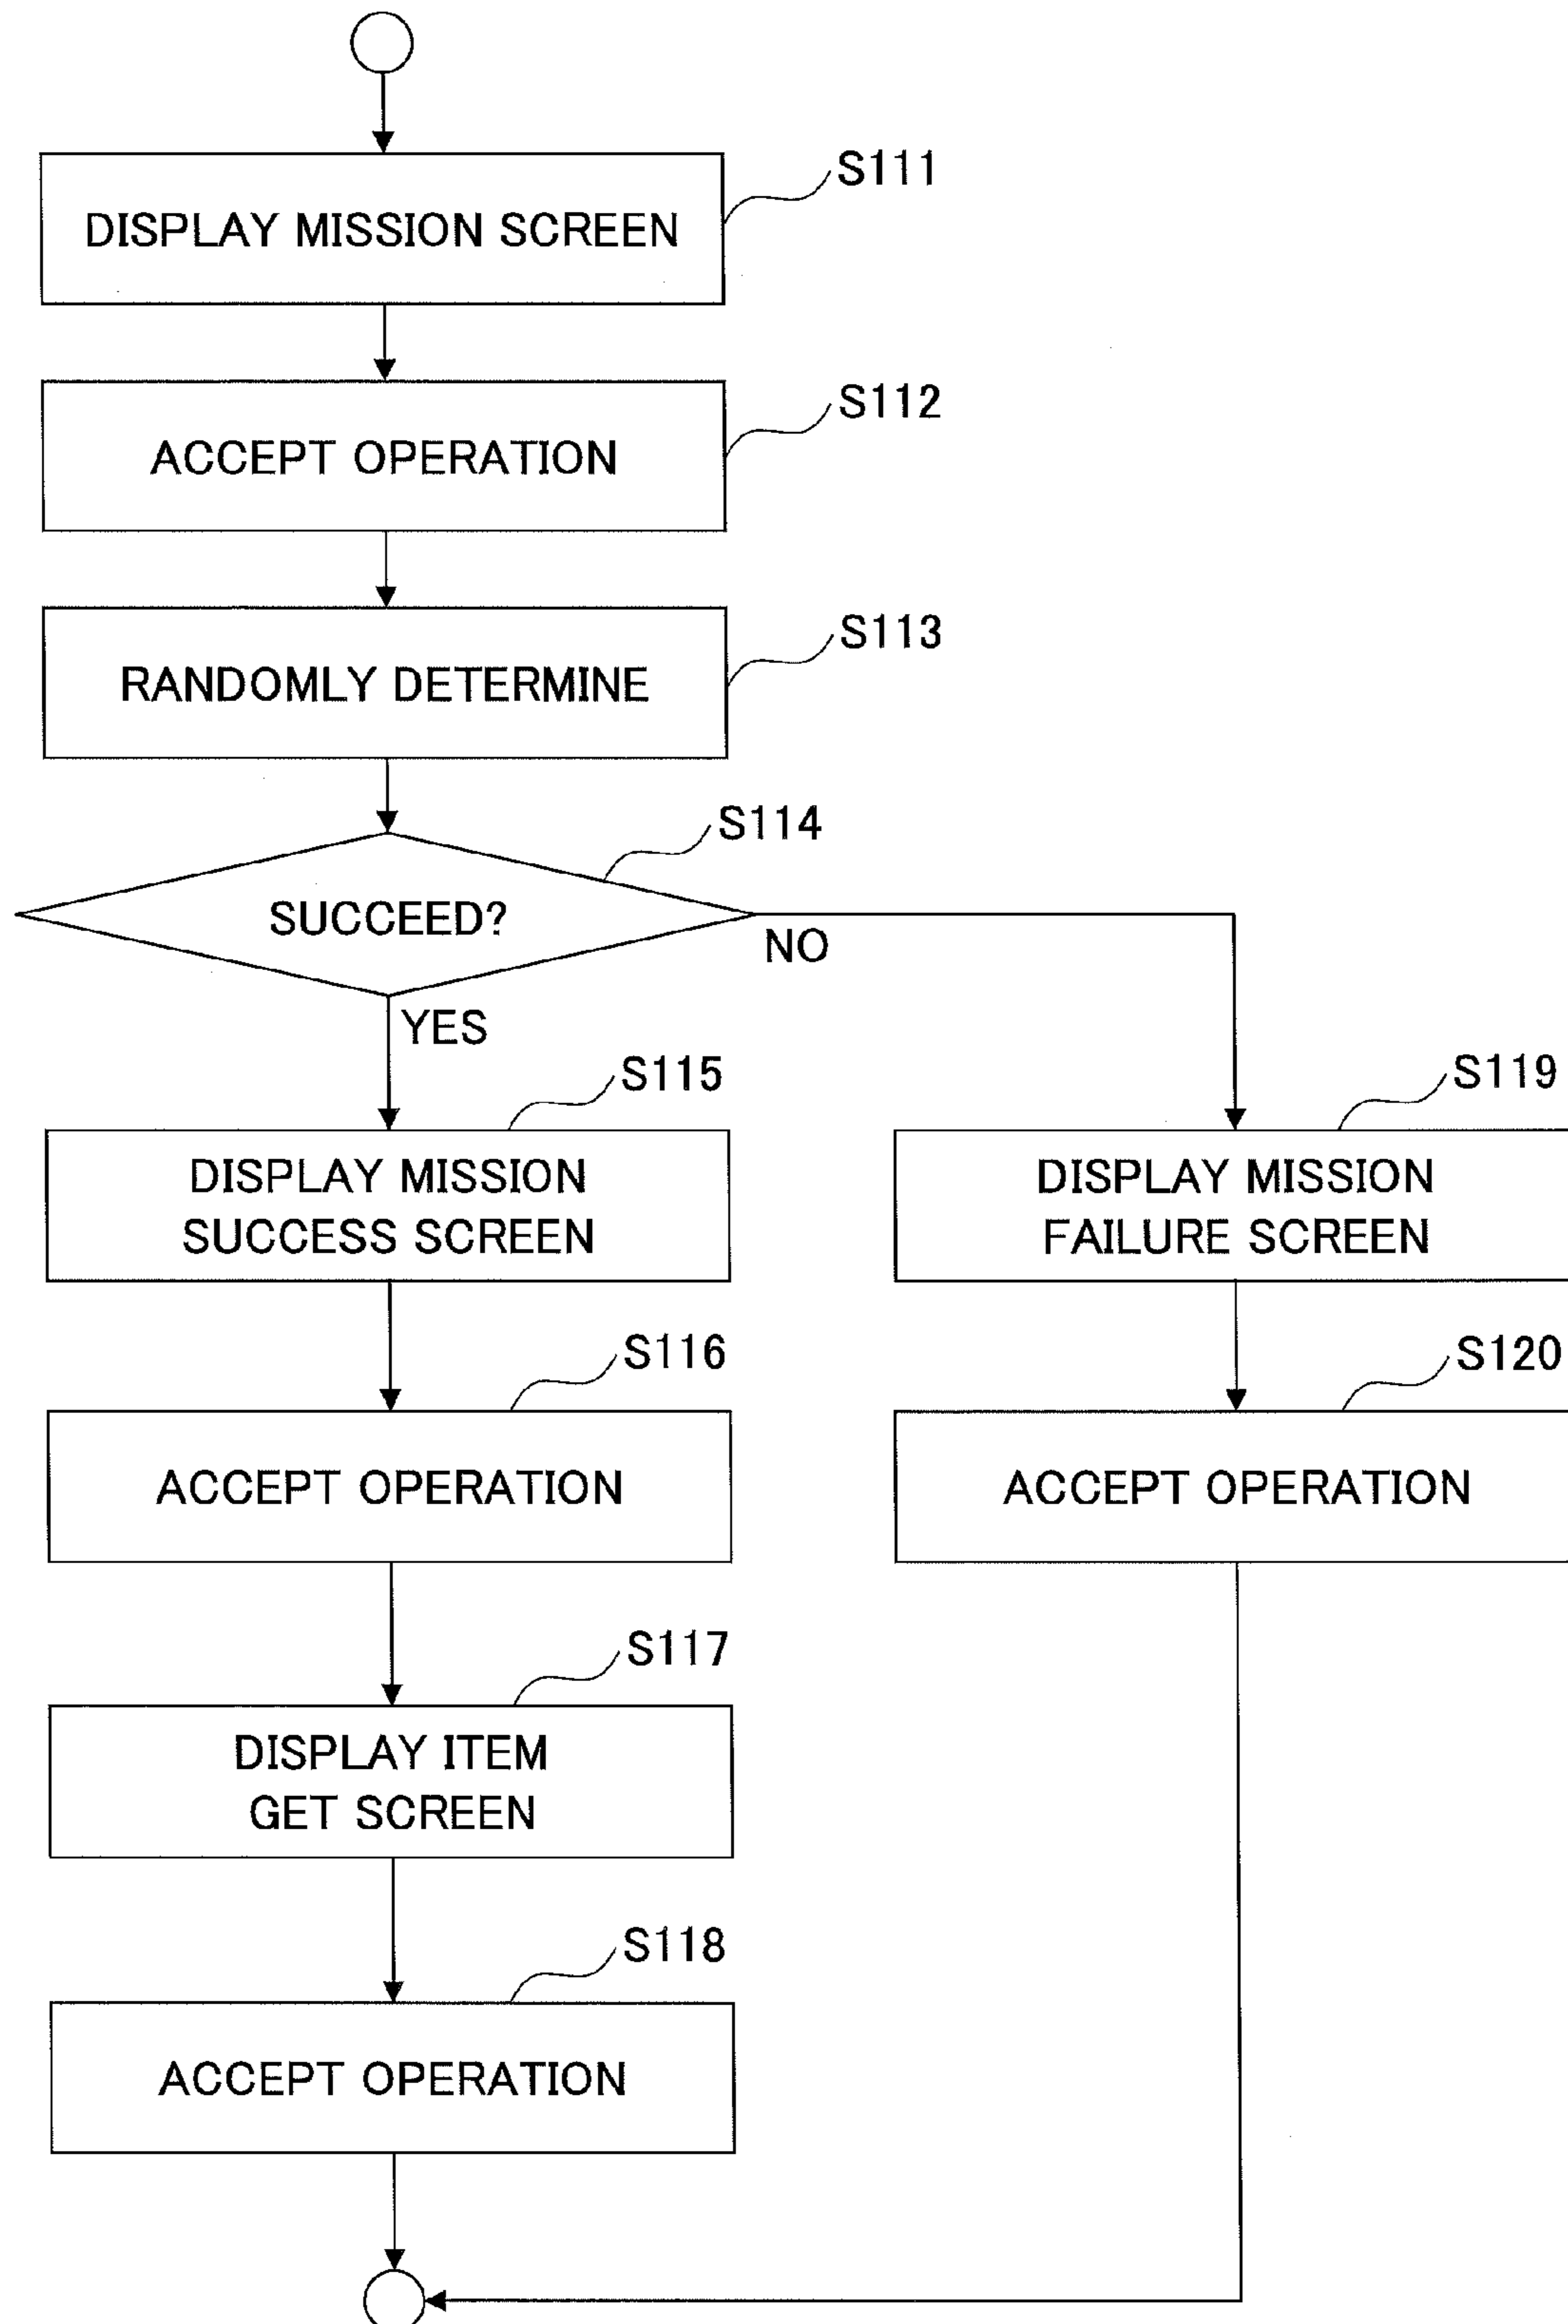 S111
DISPLAY MISSION SCREEN
S112
ACCEPT OPERATION
S113
RANDOMLY DETERMINE
S114
SUCCEED?
NO
YES
S115
DISPLAY MISSION
SUCCESS SCREEN
S119
DISPLAY MISSION
FAILURE SCREEN
S116
ACCEPT OPERATION
S120
ACCEPT OPERATION
S117
DISPLAY ITEM
GET SCREEN
S118
ACCEPT OPERATION